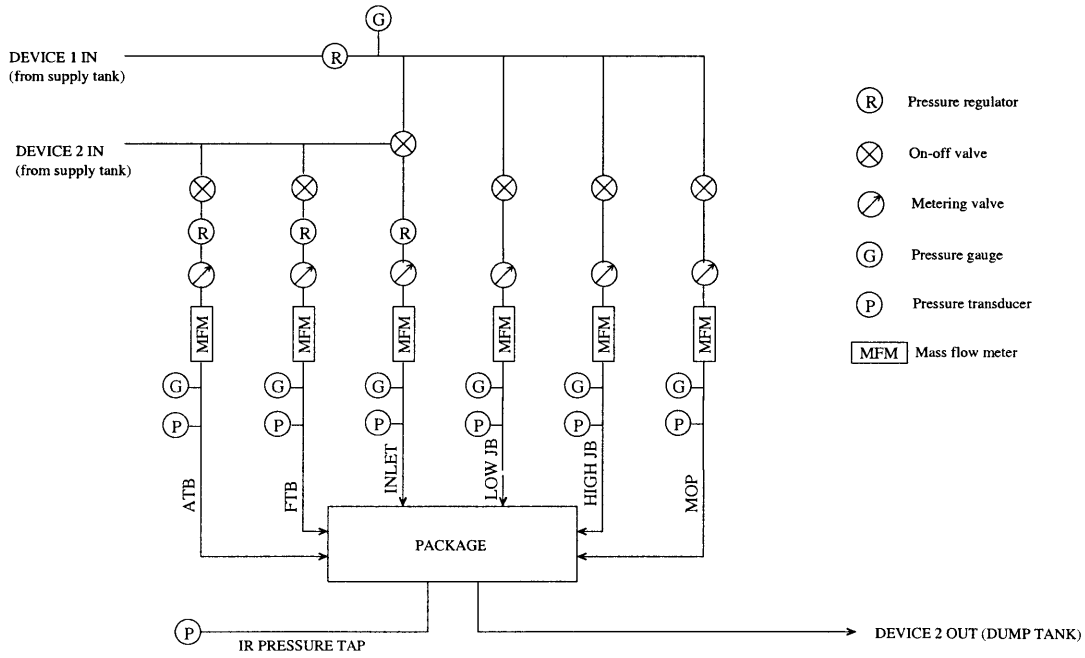 G
DEVICE 1 IN
(from supply tank)
R
R Pressure regulator
DEVICE 2 IN
(from supply tank)
On-off valve
Metering valve
R R R
G Pressure gauge
P Pressure transducer
MFM MFM MFM MFM MFM MFM
MFM Mass flow meter
G G G G G G
P P P P P P
ATB
FTB
INLET
LOW JB
HIGH JB
MOP
PACKAGE
P
IR PRESSURE TAP
DEVICE 2 OUT (DUMP TANK)